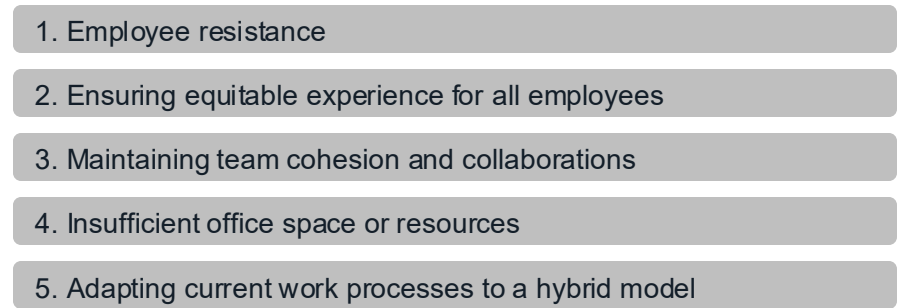 1. Employee resistance
2. Ensuring equitable experience for all employees
3. Maintaining team cohesion and collaborations
4. Insufficient office space or resources
5. Adapting current work processes to a hybrid model